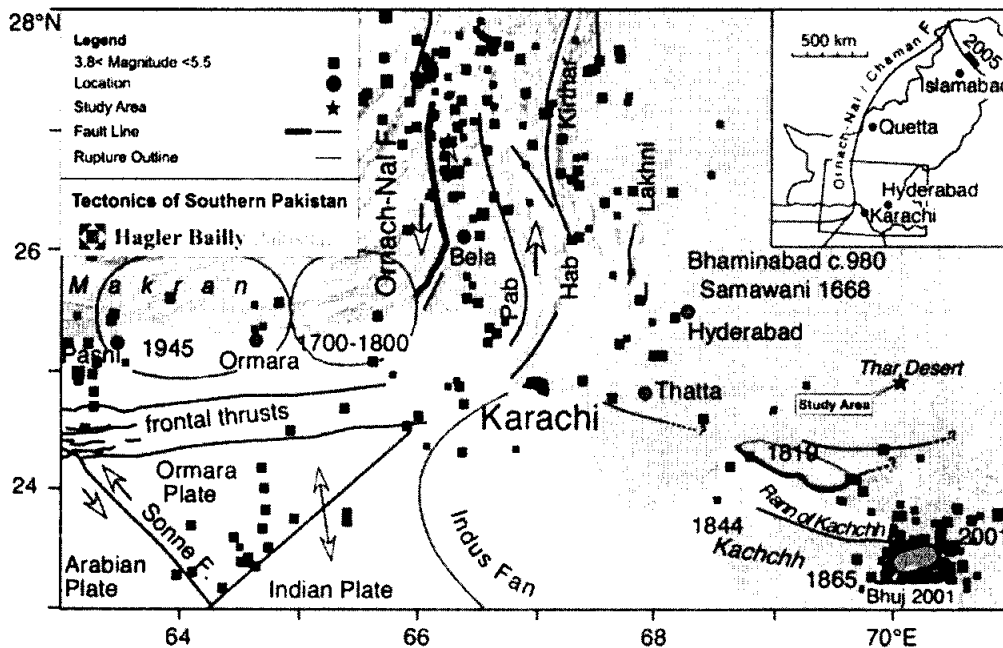 28°N
26
24
64
66
68
70°E
Legend
3.8< Magnitude <5.5
Location
Study Area
Fault Line
Rupture Outline
Tectonics of Southern Pakistan
Hagler Bailly
500 km
Ornach-Nal / Chaman F.
2005
Islamabad
Quetta
Hyderabad
Karachi
Ornach-Nal F.
Kirthar
Lakhni
Bela
Pab
Hab
Bhaminabad c.980
Samawani 1668
Hyderabad
Makran
Pasni
1945
Ormara
1700-1800
Thar Desert
Study Area
Thatta
Karachi
frontal thrusts
Ormara
Plate
Sonne F.
Arabian
Plate
Indian Plate
Indus Fan
1819
Rann of Kachchh
1844
Kachchh
2001
1865
Bhuj 2001